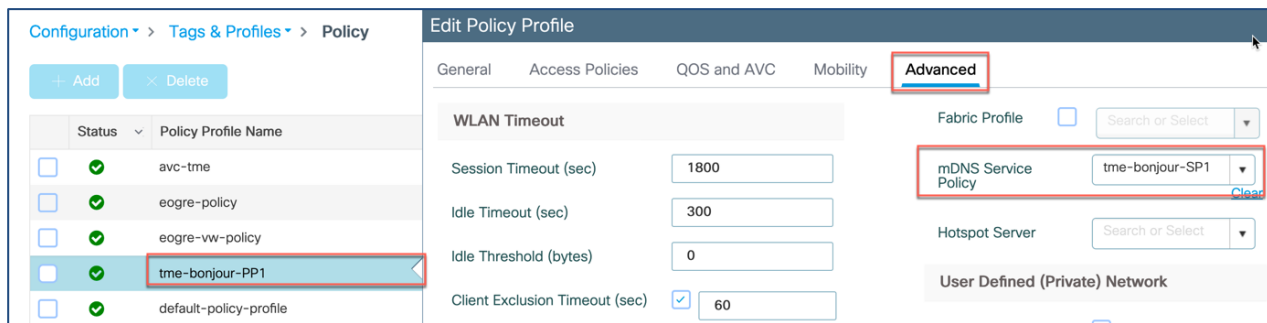 Configuration > Tags & Profiles > Policy
+ Add
× Delete
Status
Policy Profile Name
avc-tme
eogre-policy
eogre-vw-policy
tme-bonjour-PP1
default-policy-profile
Edit Policy Profile
General
Access Policies
QOS and AVC
Mobility
Advanced
WLAN Timeout
Session Timeout (sec)
1800
Idle Timeout (sec)
300
Idle Threshold (bytes)
0
Client Exclusion Timeout (sec)
60
Fabric Profile
Search or Select
mDNS Service
Policy
tme-bonjour-SP1
Clear
Hotspot Server
Search or Select
User Defined (Private) Network